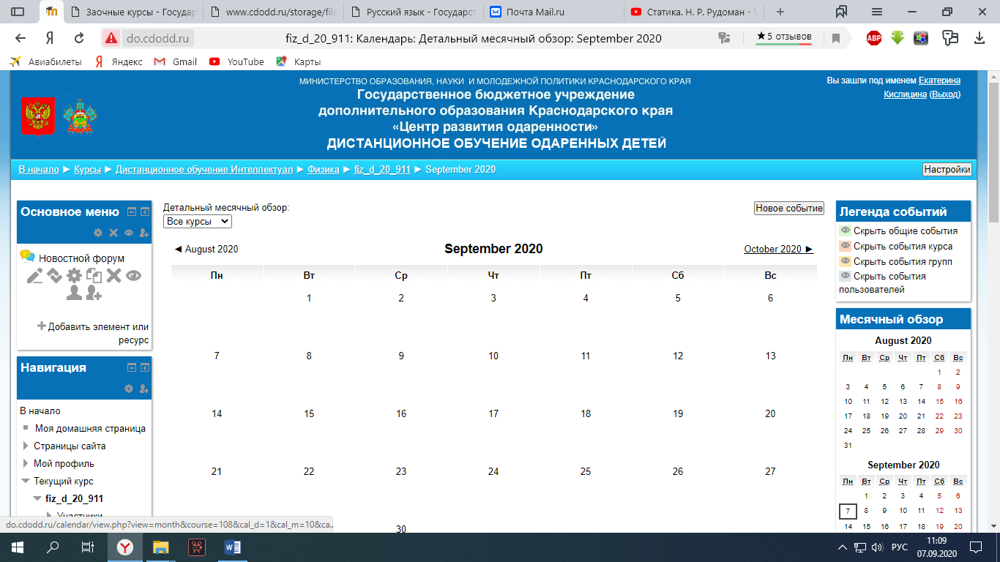 Заочные курсы - Государ
www.cdodd.ru/storage/file
Русский язык - Государст
Почта Mail.ru
Статика. Н. Р. Рудоман -
do.cdodd.ru
fiz_d_20_911: Календарь: Детальный месячный обзор: September 2020
★ 5 отзывов
ABP
Авиабилеты
Яндекс
Gmail
YouTube
Карты
МИНИСТЕРСТВО ОБРАЗОВАНИЯ, НАУКИ И МОЛОДЕЖНОЙ ПОЛИТИКИ КРАСНОДАРСКОГО КРАЯ
Государственное бюджетное учреждение
дополнительного образования Краснодарского края
«Центр развития одаренности»
ДИСТАНЦИОННОЕ ОБУЧЕНИЕ ОДАРЕННЫХ ДЕТЕЙ
Вы зашли под именем Екатерина
Кислицина (Выход)
В начало ► Курсы ► Дистанционное обучение Интеллектуал ► Физика ► fiz_d_20_911 ► September 2020
Настройки
Основное меню
Новостной форум
Добавить элемент или
ресурс
Навигация
В начало
Моя домашняя страница
Страницы сайта
Мой профиль
Текущий курс
fiz_d_20_911
Участники
Детальный месячный обзор:
Все курсы
Новое событие
◄ August 2020
September 2020
October 2020 ►
Пн Вт Ср Чт Пт Сб Вс
1 2 3 4 5 6
7 8 9 10 11 12 13
14 15 16 17 18 19 20
21 22 23 24 25 26 27
30
Легенда событий
Скрыть общие события
Скрыть события курса
Скрыть события групп
Скрыть события
пользователей
Месячный обзор
August 2020
Пн Вт Ср Чт Пт Сб Вс
1 2
3 4 5 6 7 8 9
10 11 12 13 14 15 16
17 18 19 20 21 22 23
24 25 26 27 28 29 30
31
September 2020
Пн Вт Ср Чт Пт Сб Вс
1 2 3 4 5 6
7 8 9 10 11 12 13
14 15 16 17 18 19 20
do.cdodd.ru/calendar/view.php?view=month&course=108&cal_d=1&cal_m=10&ca..
РУС
11:09
07.09.2020